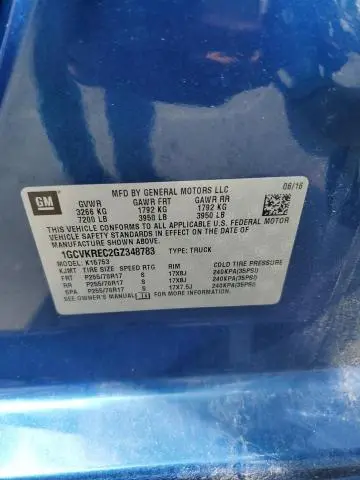 GM
MFD BY GENERAL MOTORS LLC
06/16
GVWR GAWR FRT GAWR RR
3266 KG 1792 KG 1792 KG
7200 LB 3950 LB 3950 LB
THIS VEHICLE CONFORMS TO ALL APPLICABLE U.S. FEDERAL MOTOR
VEHICLE SAFETY STANDARDS IN EFFECT ON THE DATE OF
MANUFACTURE SHOWN ABOVE.
1GCVKREC2GZ348783 TYPE: TRUCK
MODEL: K15753
KJMT TIRE SIZE SPEED RTG RIM COLD TIRE PRESSURE
FRT P255/70R17 S 17X8J 240KPA(35PSI)
RR P255/70R17 S 17X8J 240KPA(35PSI)
SPA P255/70R17 S 17X7.5J 240KPA(35PSI)
SEE OWNER'S MANUAL FOR MORE INFORMATION.